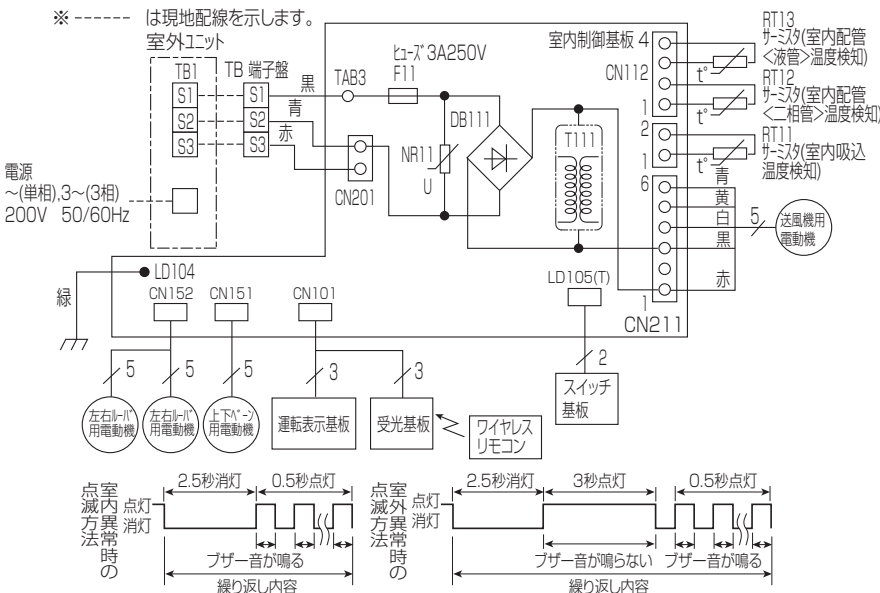 ※------ は現地配線を示します。
室外ユニット
TB1
TB 端子盤
S1
S2
S3
S1
S2
S3
黒
青
赤
TAB3
ヒューズ 3A250V
F11
DB111
NR11
U
CN201
T111
室内制御基板
4
CN112
1
2
1
6
1
CN211
RT13
サーミスタ(室内配管
<液管>温度検知)
t°
RT12
サーミスタ(室内配管
<二相管>温度検知)
t°
RT11
サーミスタ(室内吸込
温度検知)
t°
青
黄
白
黒
赤
5
送風機用
電動機
電源
~(単相),3~(3相)
200V 50/60Hz
LD104
緑
CN152
CN151
CN101
LD105(T)
5
5
5
3
3
2
左右ルーバ
用電動機
左右ルーバ
用電動機
上下ベーン
用電動機
運転表示基板
受光基板
ワイヤレス
リモコン
スイッチ
基板
室内異常時の
点滅方法
点灯
消灯
2.5秒消灯
0.5秒点灯
ブザー音が鳴る
繰り返し内容
室外異常時の
点滅方法
点灯
消灯
2.5秒消灯
3秒点灯
0.5秒点灯
ブザー音が鳴らない
ブザー音が鳴る
繰り返し内容